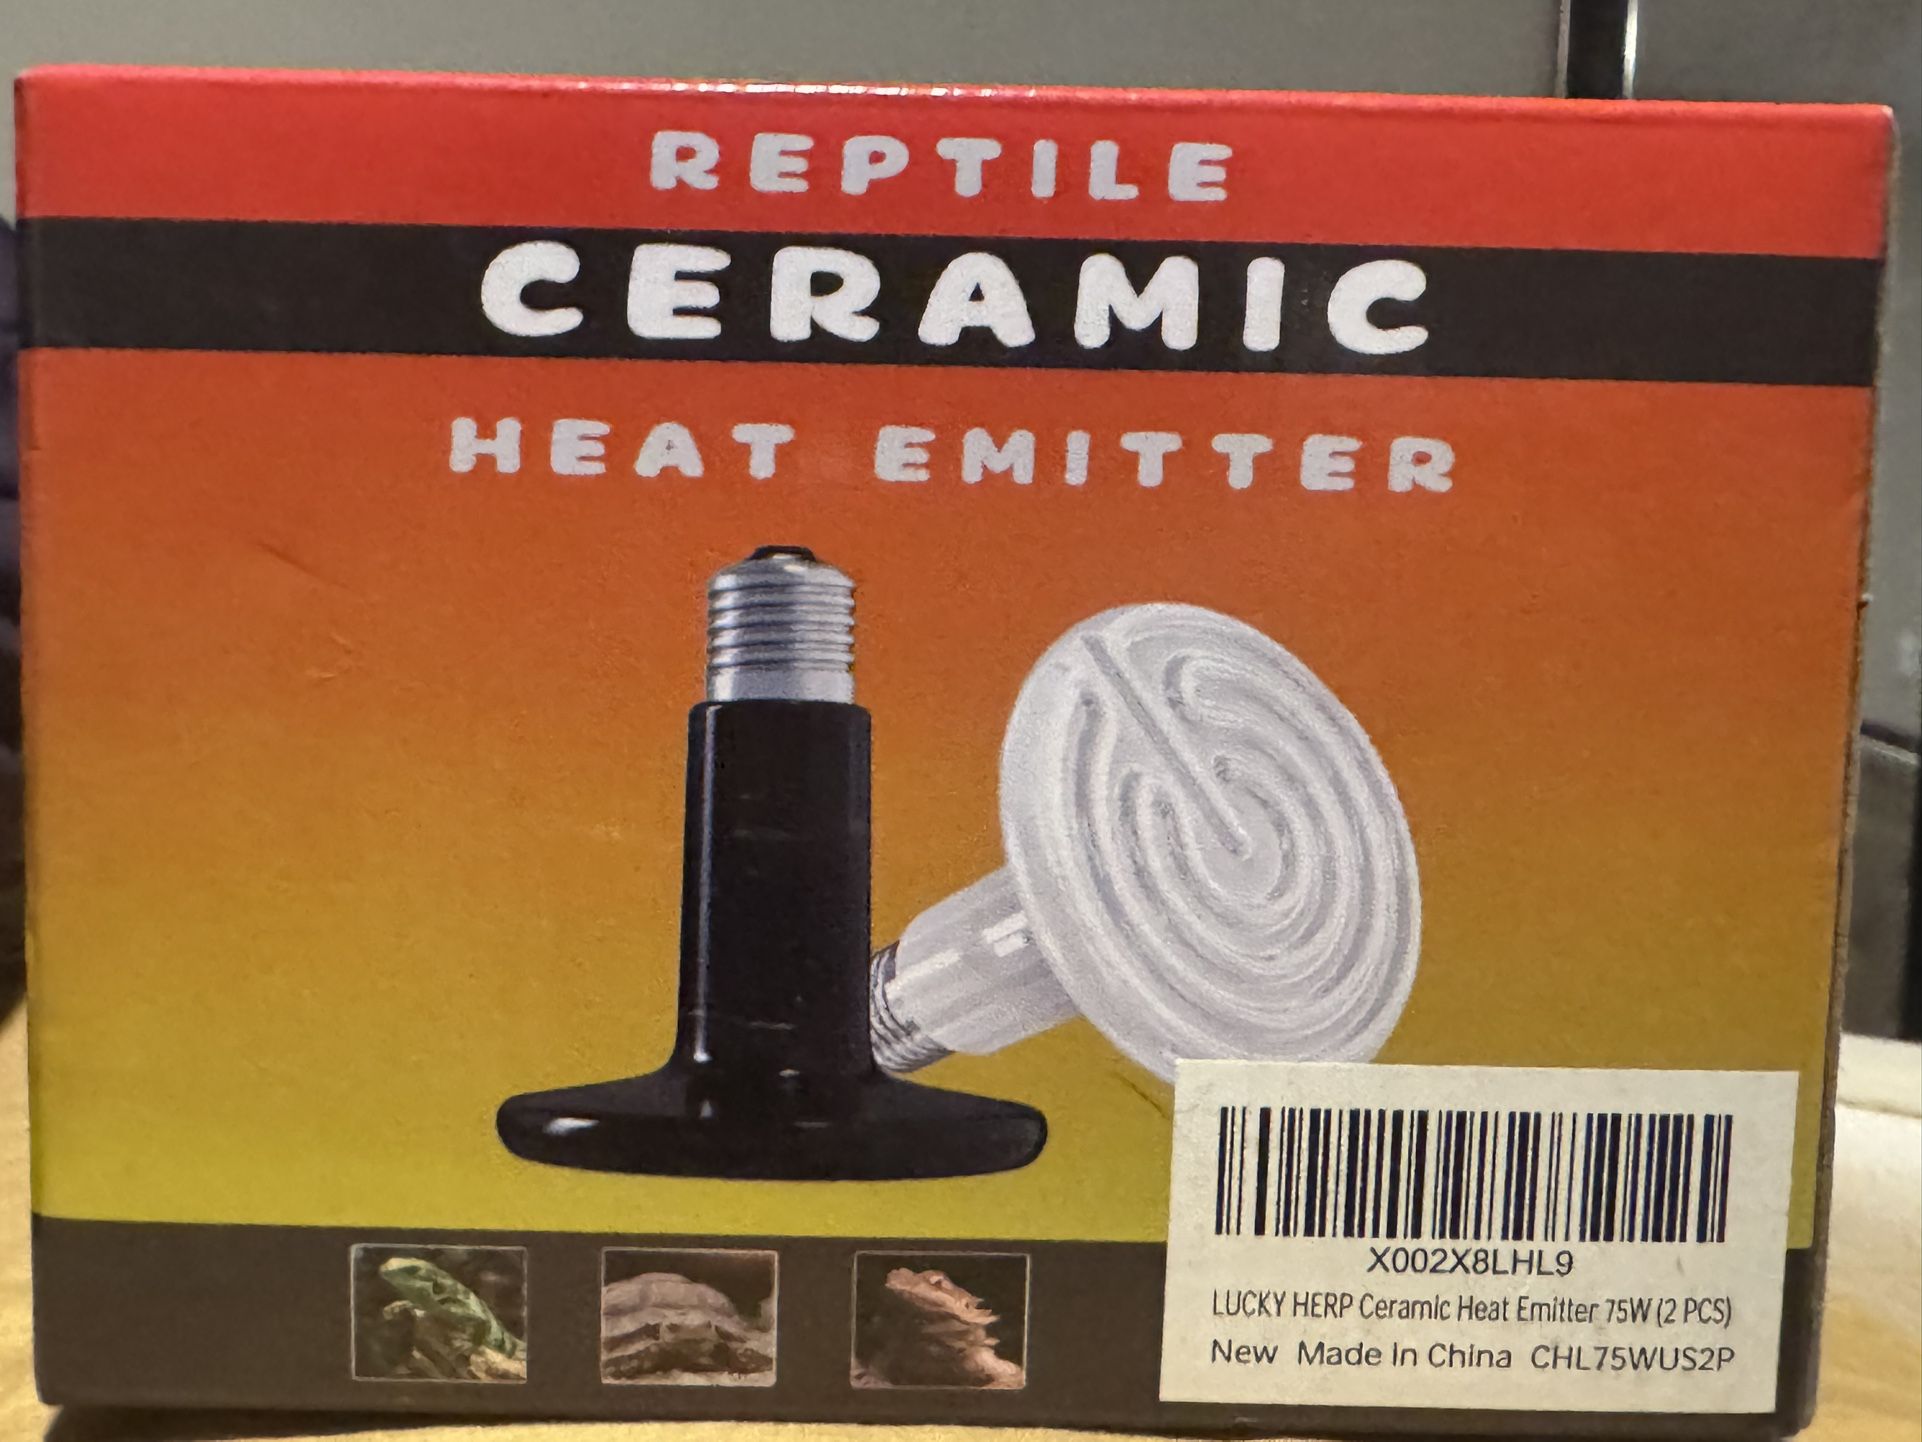 REPTILE
CERAMIC
HEAT EMITTER
X002X8LHL9
LUCKY HERP Ceramic Heat Emitter 75W (2 PCS)
New Made In China CHL75WUS2P